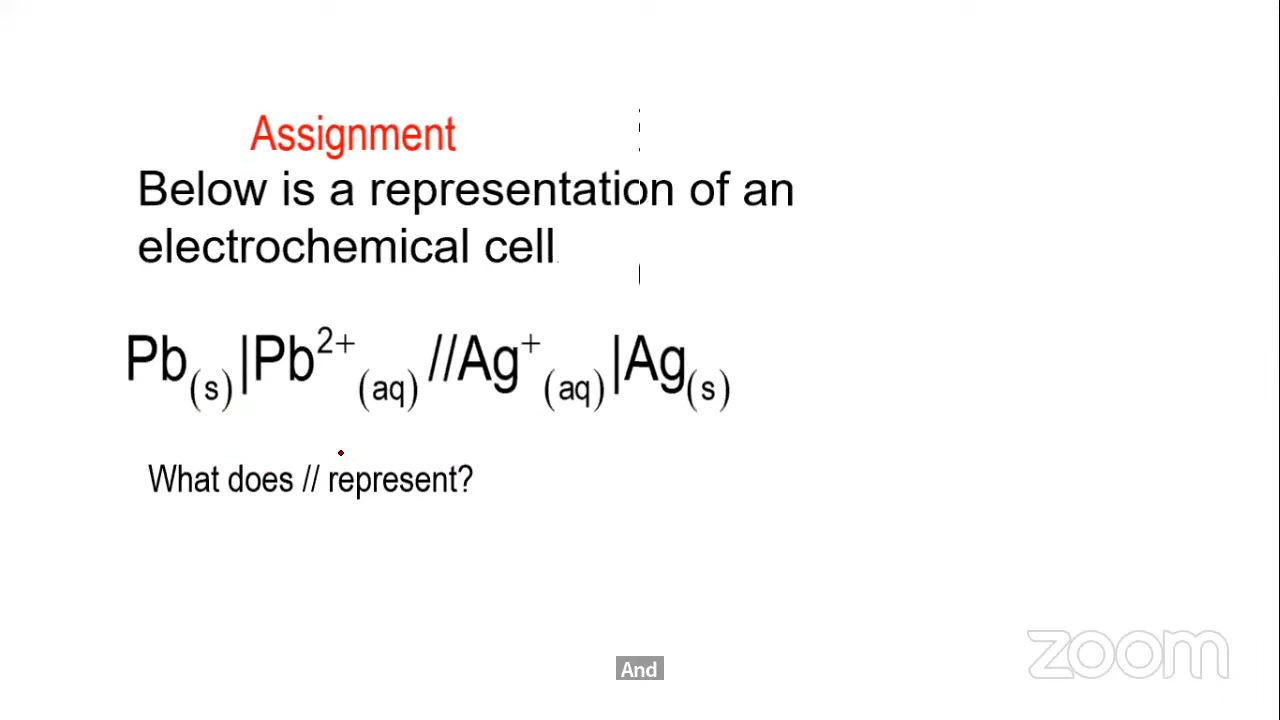 Assignment
Below is a representation of an
electrochemical cell
Pb(s)|Pb²⁺(aq)//Ag⁺(aq)|Ag(s)
What does // represent?
And
zoom